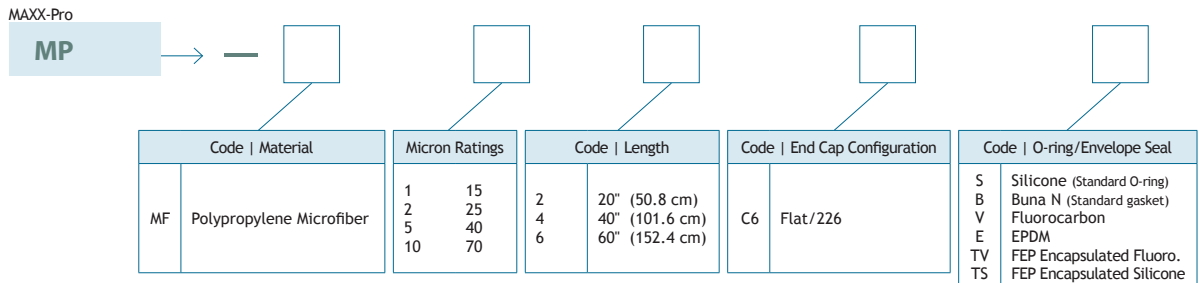 MAXX-Pro
MP
Code | Material
MF Polypropylene Microfiber
Micron Ratings
1 15
2 25
5 40
10 70
Code | Length
2 20" (50.8 cm)
4 40" (101.6 cm)
6 60" (152.4 cm)
Code | End Cap Configuration
C6 Flat/226
Code | O-ring/Envelope Seal
S Silicone (Standard O-ring)
B Buna N (Standard gasket)
V Fluorocarbon
E EPDM
TV FEP Encapsulated Fluoro.
TS FEP Encapsulated Silicone